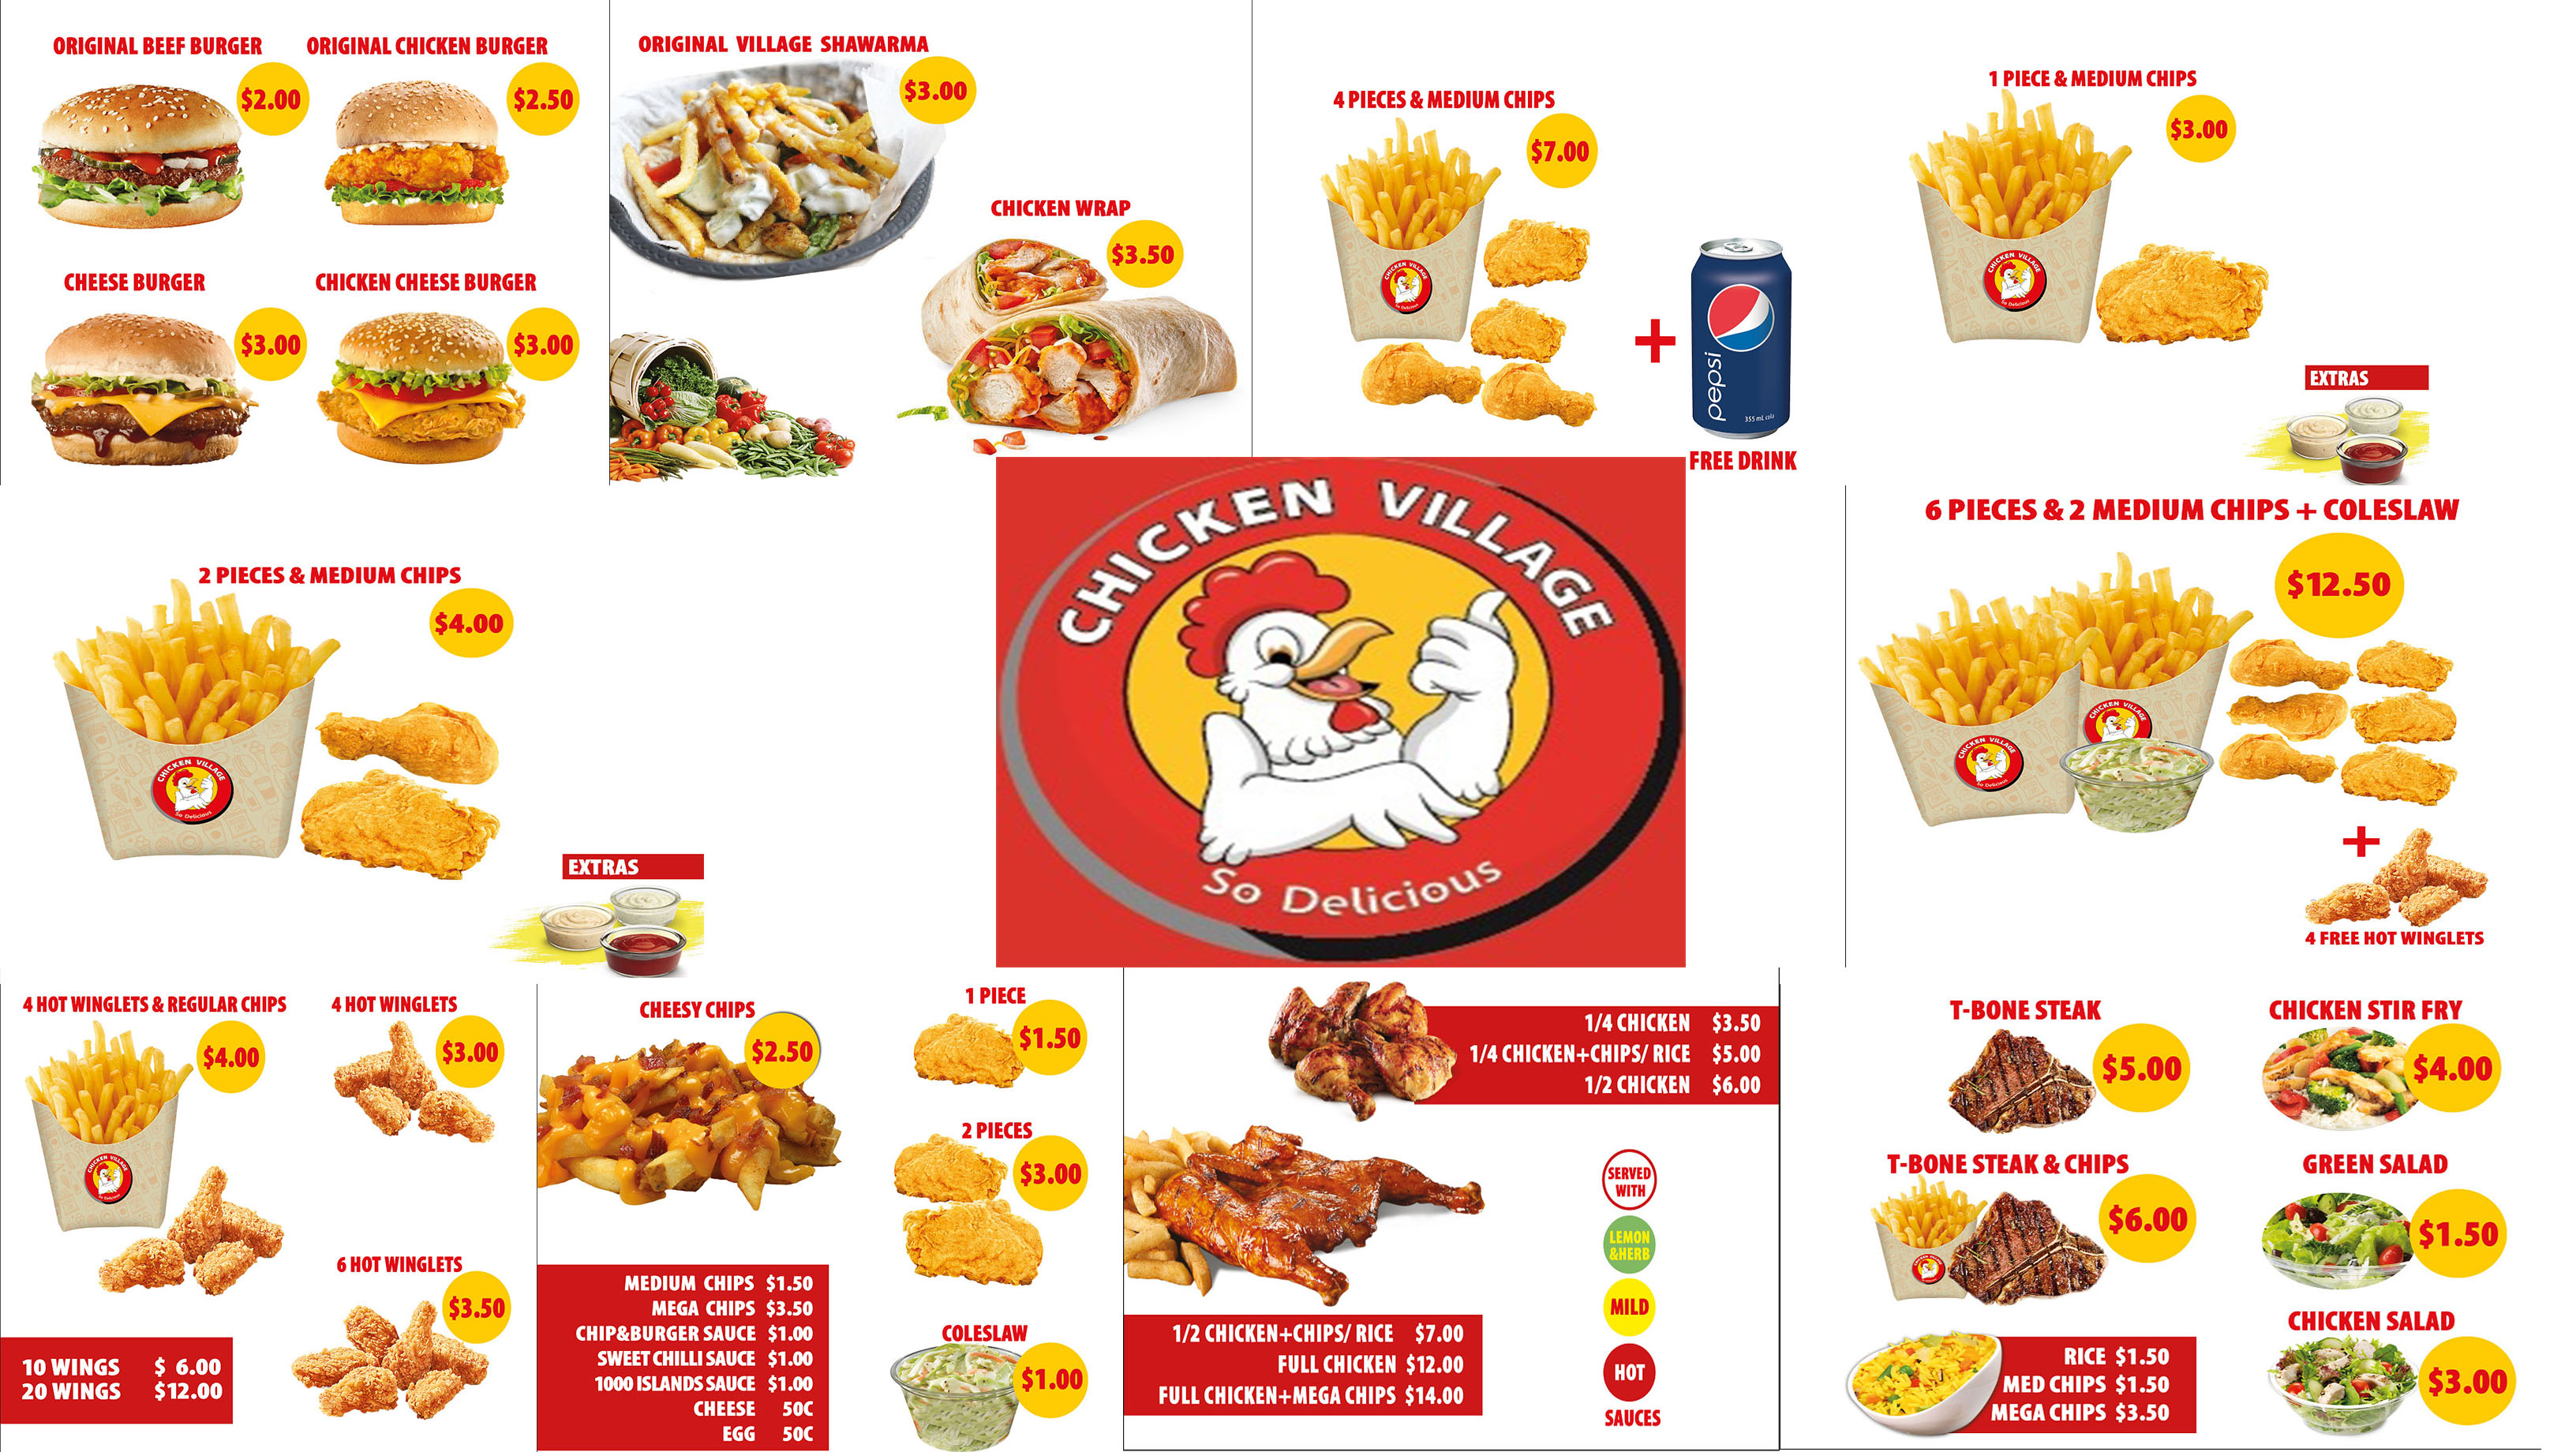 ORIGINAL BEEF BURGER
$2.00
ORIGINAL CHICKEN BURGER
$2.50
CHEESE BURGER
$3.00
CHICKEN CHEESE BURGER
$3.00
ORIGINAL VILLAGE SHAWARMA
$3.00
CHICKEN WRAP
$3.50
4 PIECES & MEDIUM CHIPS
$7.00
CHICKEN VILLAGE
So Delicious
+
pepsi
355 mL
FREE DRINK
1 PIECE & MEDIUM CHIPS
$3.00
CHICKEN VILLAGE
So Delicious
EXTRAS
2 PIECES & MEDIUM CHIPS
$4.00
CHICKEN VILLAGE
So Delicious
EXTRAS
CHICKEN VILLAGE
So Delicious
6 PIECES & 2 MEDIUM CHIPS + COLESLAW
$12.50
CHICKEN VILLAGE
CHICKEN VILLAGE
So Delicious
+
4 FREE HOT WINGLETS
4 HOT WINGLETS & REGULAR CHIPS
$4.00
CHICKEN VILLAGE
So Delicious
4 HOT WINGLETS
$3.00
6 HOT WINGLETS
$3.50
10 WINGS $ 6.00
20 WINGS $12.00
CHEESY CHIPS
$2.50
MEDIUM CHIPS $1.50
MEGA CHIPS $3.50
CHIP&BURGER SAUCE $1.00
SWEET CHILLI SAUCE $1.00
1000 ISLANDS SAUCE $1.00
CHEESE 50C
EGG 50C
1 PIECE
$1.50
2 PIECES
$3.00
COLESLAW
$1.00
1/4 CHICKEN $3.50
1/4 CHICKEN+CHIPS/ RICE $5.00
1/2 CHICKEN $6.00
1/2 CHICKEN+CHIPS/ RICE $7.00
FULL CHICKEN $12.00
FULL CHICKEN+MEGA CHIPS $14.00
SERVED
WITH
LEMON
&HERB
MILD
HOT
SAUCES
T-BONE STEAK
$5.00
CHICKEN STIR FRY
$4.00
T-BONE STEAK & CHIPS
$6.00
GREEN SALAD
$1.50
CHICKEN SALAD
$3.00
RICE $1.50
MED CHIPS $1.50
MEGA CHIPS $3.50